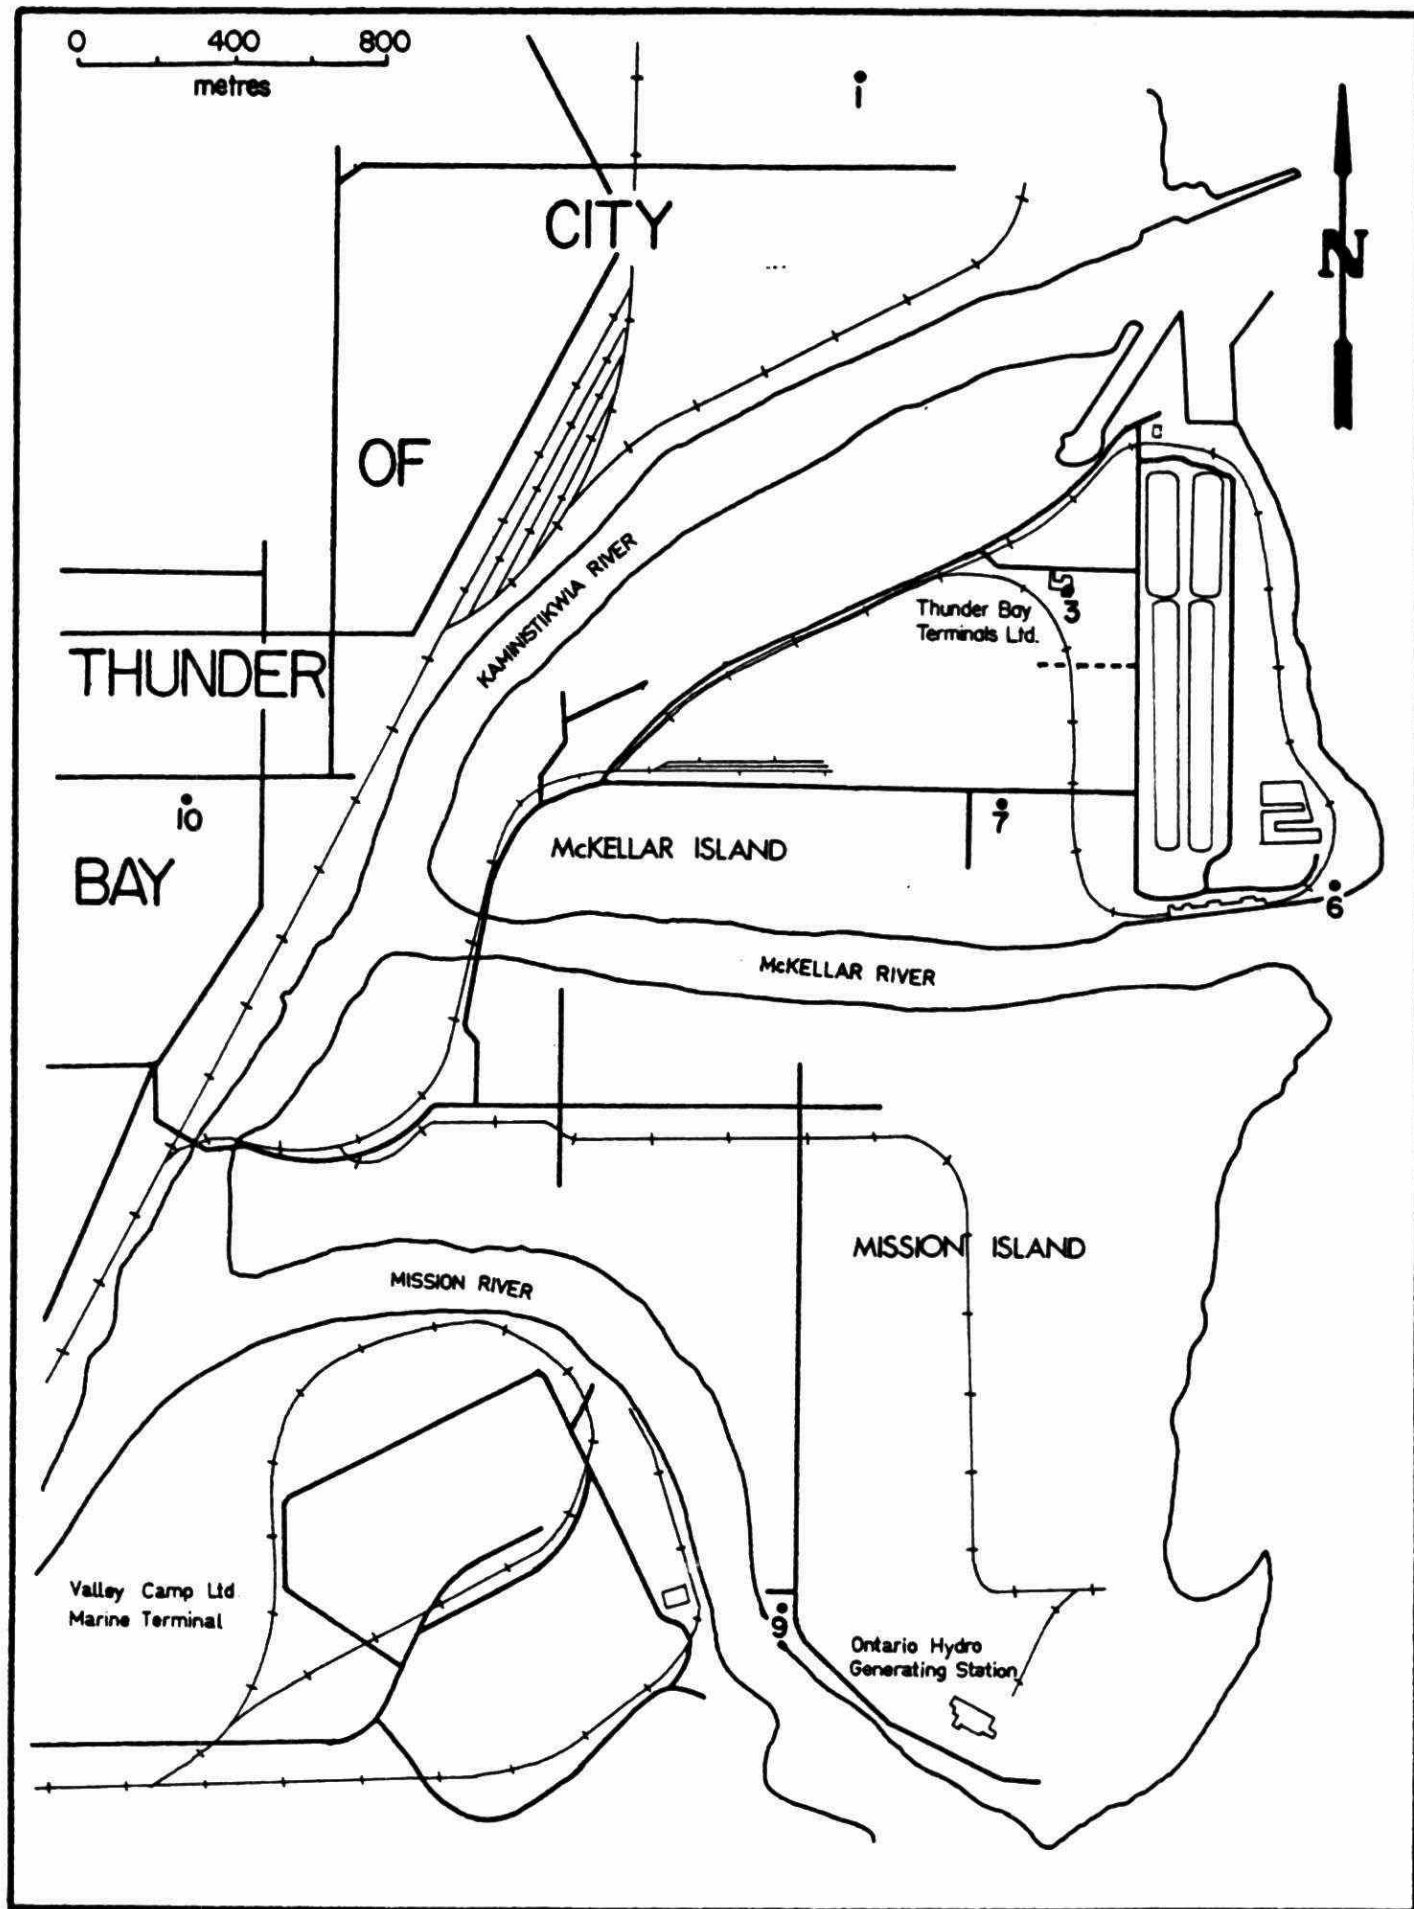 0 400 800
metres
1
N
CITY
OF
KAMINISTIKWIA RIVER
Thunder Bay
Terminals Ltd.
3
THUNDER
10
BAY
7
McKELLAR ISLAND
6
McKELLAR RIVER
MISSION ISLAND
MISSION RIVER
Valley Camp Ltd
Marine Terminal
9
Ontario Hydro
Generating Station